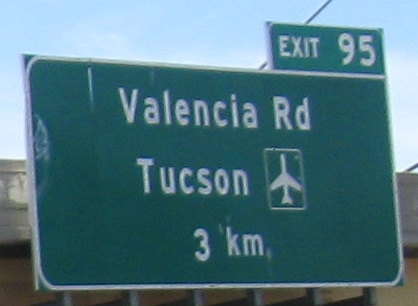 EXIT 95
Valencia Rd
Tucson
3 km